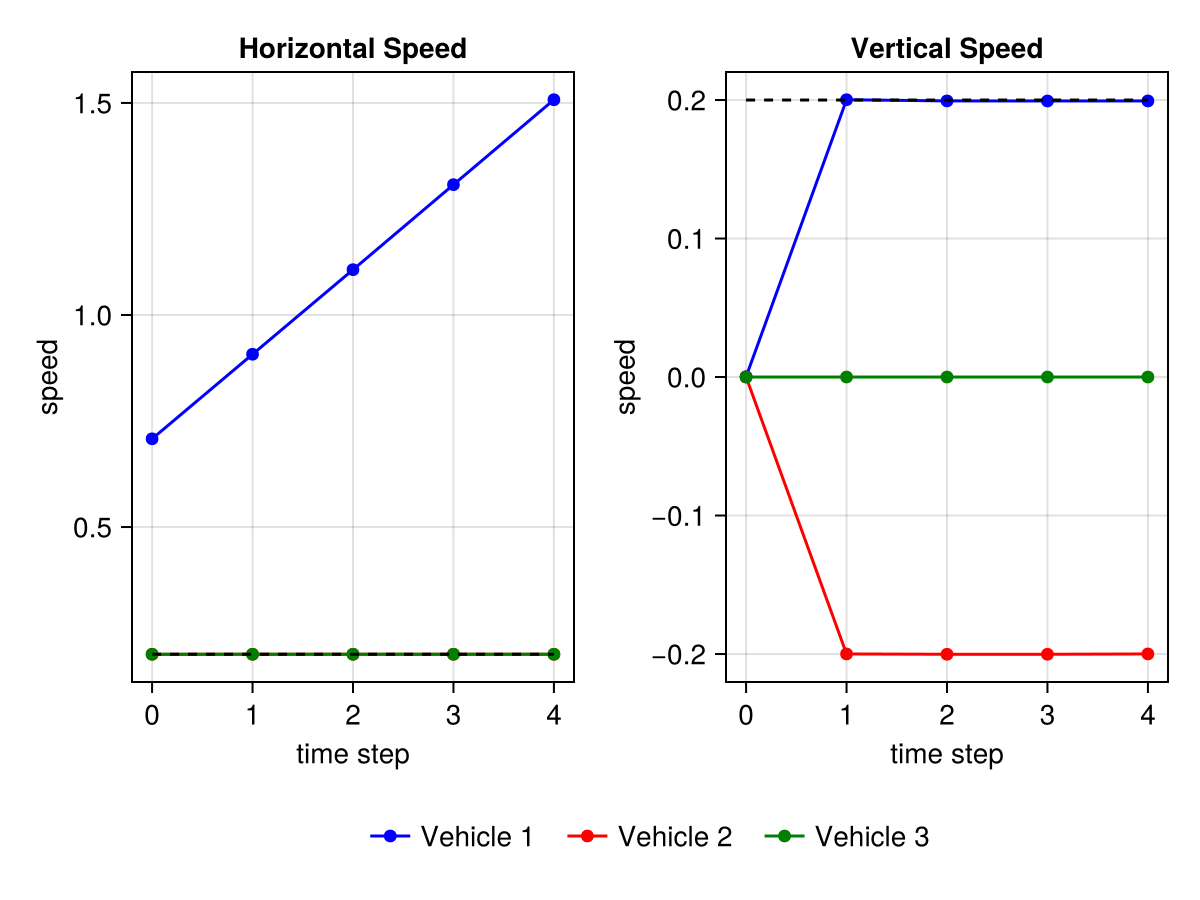 Horizontal Speed
1.5
1.0
0.5
speed
0 1 2 3 4
time step
Vertical Speed
0.2
0.1
0.0
−0.1
−0.2
speed
0 1 2 3 4
time step
Vehicle 1 Vehicle 2 Vehicle 3